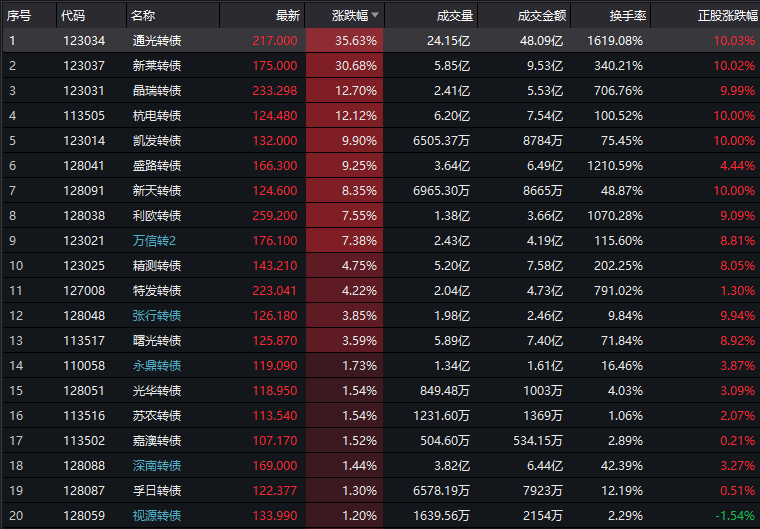 序号 代码 名称 最新 涨跌幅 成交量 成交金额 换手率 正股涨跌幅
1 123034 通光转债 217.000 35.63% 24.15亿 48.09亿 1619.08% 10.03%
2 123037 新莱转债 175.000 30.68% 5.85亿 9.53亿 340.21% 10.02%
3 123031 晶瑞转债 233.298 12.70% 2.41亿 5.53亿 706.76% 9.99%
4 113505 杭电转债 124.480 12.12% 6.20亿 7.54亿 100.52% 10.00%
5 123014 凯发转债 132.000 9.90% 6505.37万 8784万 75.45% 10.00%
6 128041 盛路转债 166.300 9.25% 3.64亿 6.49亿 1210.59% 4.44%
7 128091 新天转债 124.600 8.35% 6965.30万 8665万 48.87% 10.00%
8 128038 利欧转债 259.200 7.55% 1.38亿 3.66亿 1070.28% 9.09%
9 123021 万信转2 176.100 7.38% 2.43亿 4.19亿 115.60% 8.81%
10 123025 精测转债 143.210 4.75% 5.20亿 7.58亿 202.25% 8.05%
11 127008 特发转债 223.041 4.22% 2.04亿 4.73亿 791.02% 1.30%
12 128048 张行转债 126.180 3.85% 1.98亿 2.46亿 9.84% 9.94%
13 113517 曙光转债 125.870 3.59% 5.89亿 7.40亿 71.84% 8.92%
14 110058 永鼎转债 119.090 1.73% 1.34亿 1.61亿 16.46% 3.87%
15 128051 光华转债 118.950 1.54% 849.48万 1003万 4.03% 3.09%
16 113516 苏农转债 113.540 1.54% 1231.60万 1369万 1.06% 2.07%
17 113502 嘉澳转债 107.170 1.52% 504.60万 534.15万 2.89% 0.21%
18 128088 深南转债 169.000 1.44% 3.82亿 6.44亿 42.39% 3.27%
19 128087 孚日转债 122.377 1.30% 6578.19万 7923万 12.19% 0.51%
20 128059 视源转债 133.990 1.20% 1639.56万 2154万 2.29% -1.54%